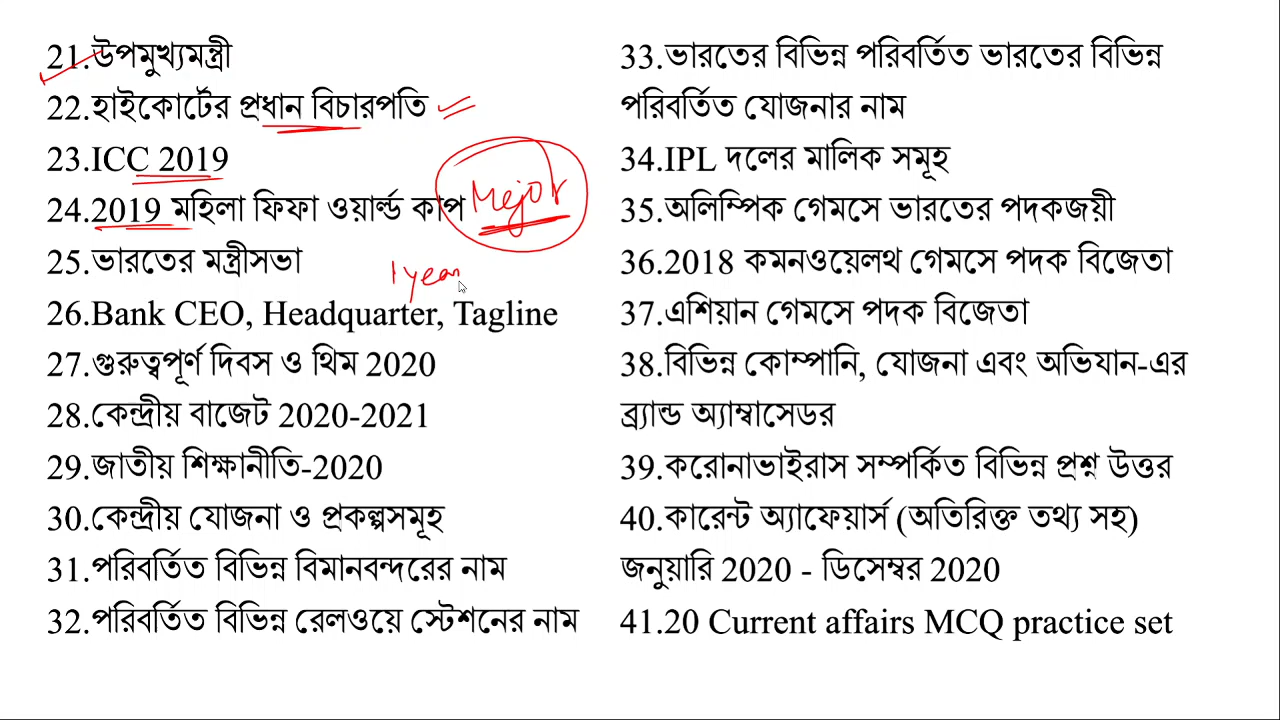 21.উপমুখ্যমন্ত্রী
22.হাইকোর্টের প্রধান বিচারপতি
23.ICC 2019
24.2019 মহিলা ফিফা ওয়ার্ল্ড কাপ
Mejor
25.ভারতের মন্ত্রীসভা
1 year
26.Bank CEO, Headquarter, Tagline
27.গুরুত্বপূর্ণ দিবস ও থিম 2020
28.কেন্দ্রীয় বাজেট 2020-2021
29.জাতীয় শিক্ষানীতি-2020
30.কেন্দ্রীয় যোজনা ও প্রকল্পসমূহ
31.পরিবর্তিত বিভিন্ন বিমানবন্দরের নাম
32.পরিবর্তিত বিভিন্ন রেলওয়ে স্টেশনের নাম
33.ভারতের বিভিন্ন পরিবর্তিত ভারতের বিভিন্ন
পরিবর্তিত যোজনার নাম
34.IPL দলের মালিক সমূহ
35.অলিম্পিক গেমসে ভারতের পদকজয়ী
36.2018 কমনওয়েলথ গেমসে পদক বিজেতা
37.এশিয়ান গেমসে পদক বিজেতা
38.বিভিন্ন কোম্পানি, যোজনা এবং অভিযান-এর
ব্র্যান্ড অ্যাম্বাসেডর
39.করোনাভাইরাস সম্পর্কিত বিভিন্ন প্রশ্ন উত্তর
40.কারেন্ট অ্যাফেয়ার্স (অতিরিক্ত তথ্য সহ)
জনুয়ারি 2020 - ডিসেম্বর 2020
41.20 Current affairs MCQ practice set